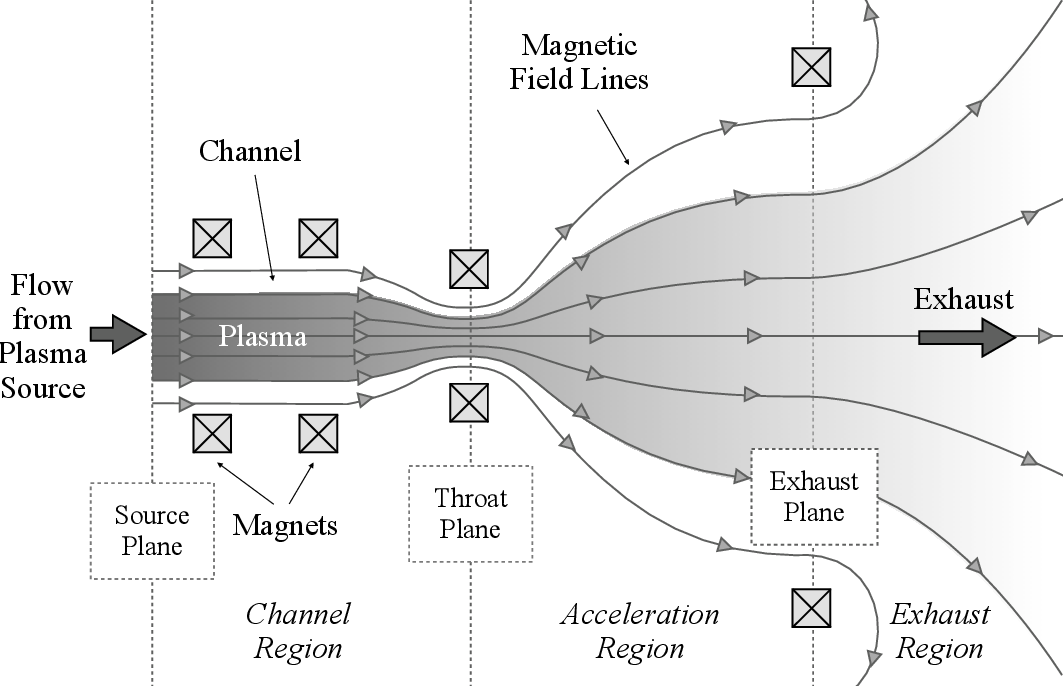 Magnetic
Field Lines
Channel
Flow
from
Plasma
Source
Plasma
Exhaust
Source
Plane
Magnets
Throat
Plane
Exhaust
Plane
Channel
Region
Acceleration
Region
Exhaust
Region